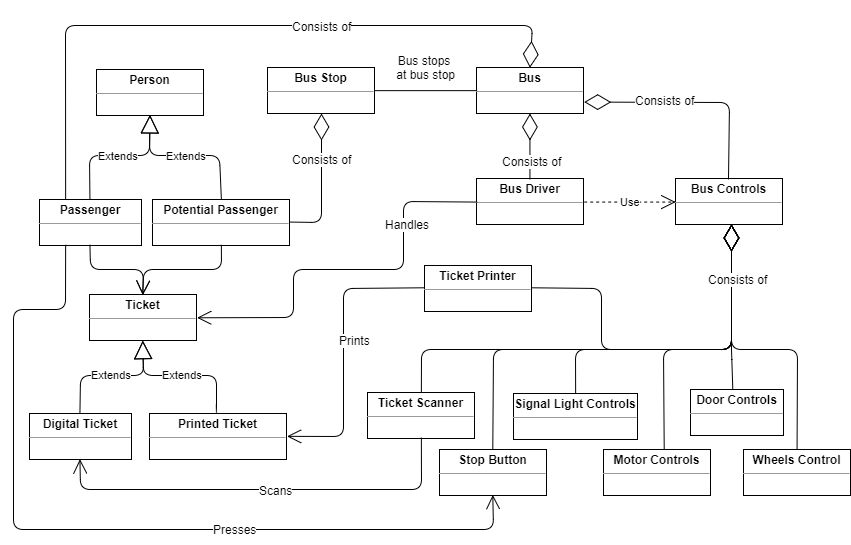 Consists of
Bus stops
at bus stop
Person
Bus Stop
Bus
Consists of
Extends
Extends
Consists of
Consists of
Passenger
Potential Passenger
Bus Driver
Use
Bus Controls
Handles
Ticket Printer
Consists of
Ticket
Prints
Extends
Extends
Ticket Scanner
Signal Light Controls
Door Controls
Digital Ticket
Printed Ticket
Stop Button
Motor Controls
Wheels Control
Scans
Presses